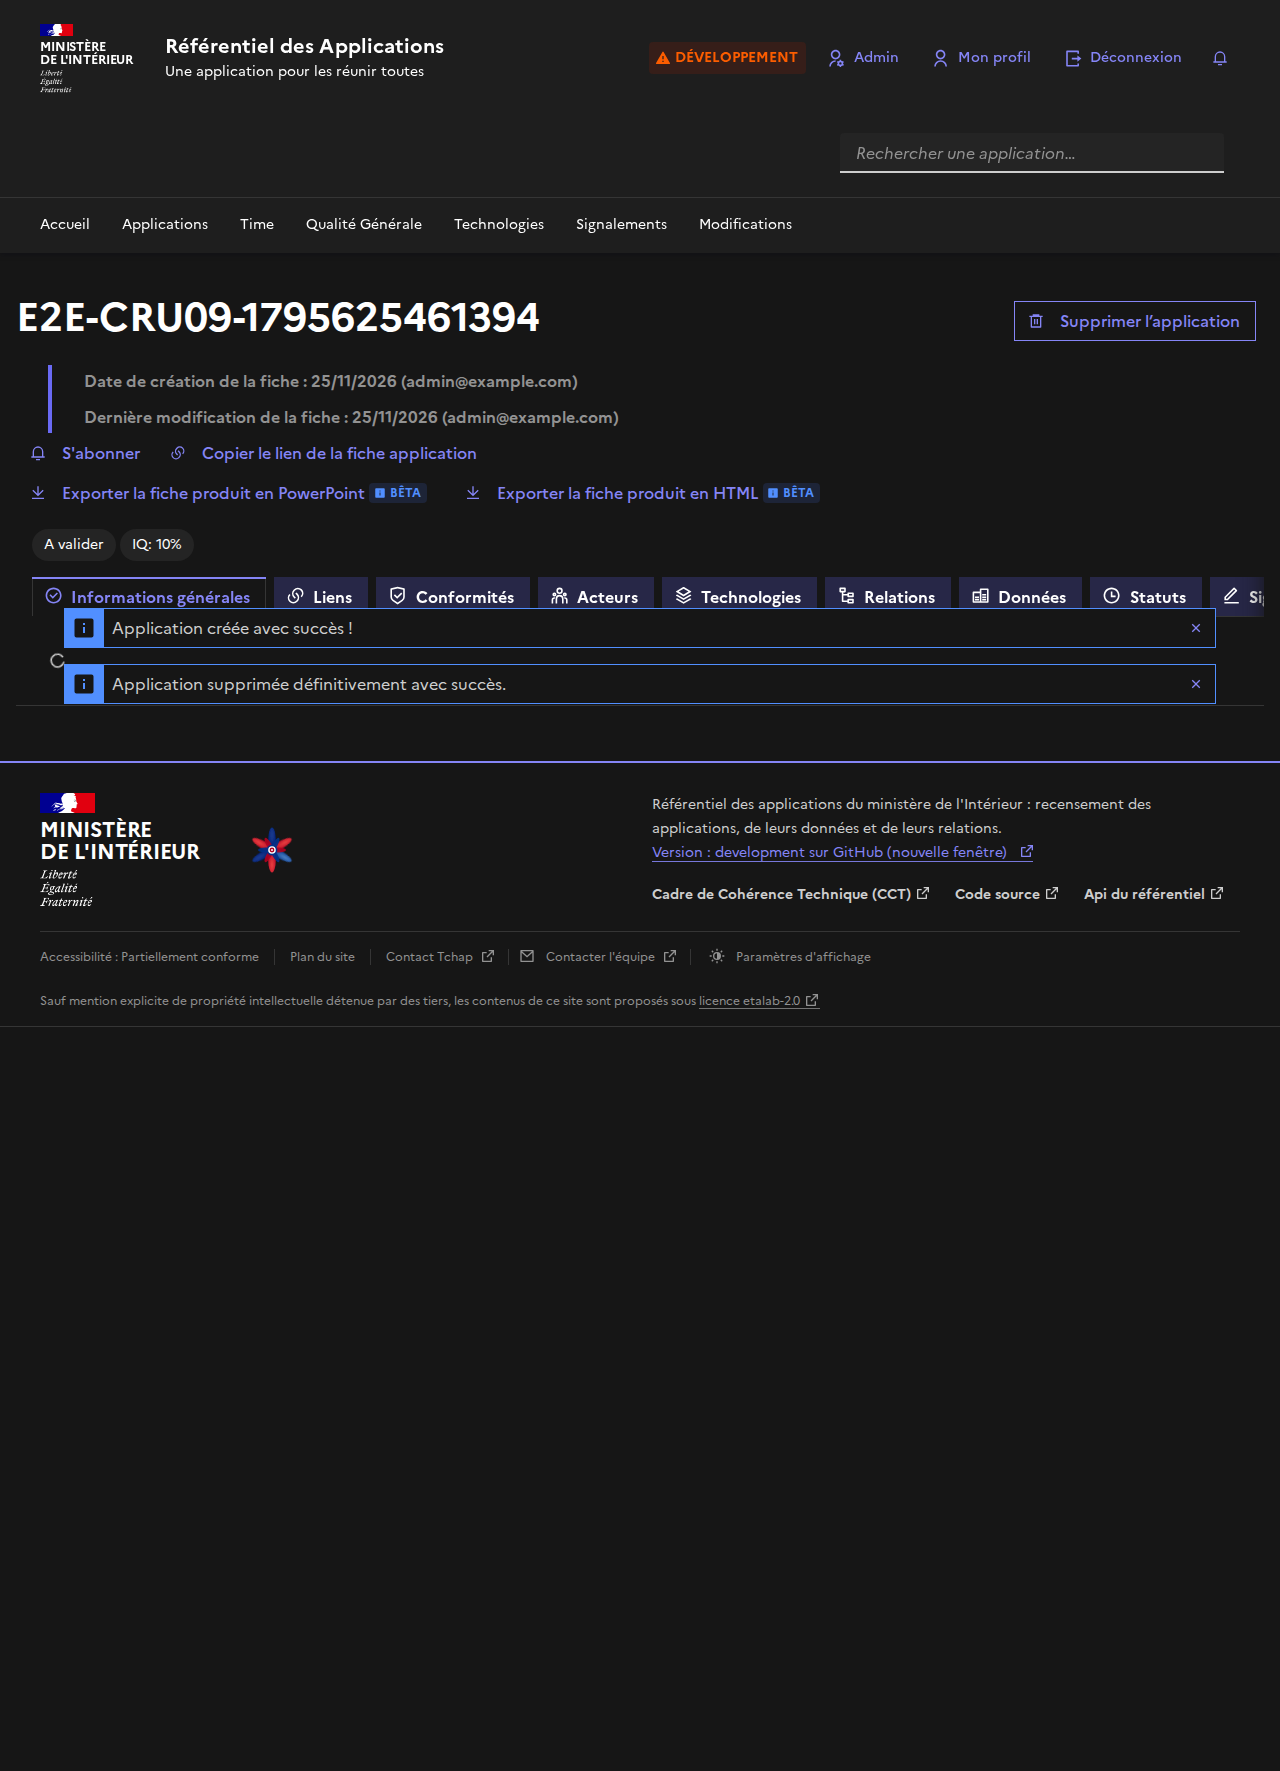 MINISTÈRE
DE L'INTÉRIEUR
Liberté
Égalité
Fraternité
Référentiel des Applications
Une application pour les réunir toutes
DÉVELOPPEMENT
Admin
Mon profil
Déconnexion
Rechercher une application...
Accueil
Applications
Time
Qualité Générale
Technologies
Signalements
Modifications
E2E-CRU09-1795625461394
Supprimer l’application
Date de création de la fiche : 25/11/2026 (admin@example.com)
Dernière modification de la fiche : 25/11/2026 (admin@example.com)
S'abonner
Copier le lien de la fiche application
Exporter la fiche produit en PowerPoint BÊTA
Exporter la fiche produit en HTML BÊTA
A valider
IQ: 10%
Informations générales
Liens
Conformités
Acteurs
Technologies
Relations
Données
Statuts
Application créée avec succès !
Application supprimée définitivement avec succès.
MINISTÈRE
DE L'INTÉRIEUR
Liberté
Égalité
Fraternité
Référentiel des applications du ministère de l'Intérieur : recensement des
applications, de leurs données et de leurs relations.
Version : development sur GitHub (nouvelle fenêtre)
Cadre de Cohérence Technique (CCT)
Code source
Api du référentiel
Accessibilité : Partiellement conforme
Plan du site
Contact Tchap
Contacter l'équipe
Paramètres d'affichage
Sauf mention explicite de propriété intellectuelle détenue par des tiers, les contenus de ce site sont proposés sous licence etalab-2.0